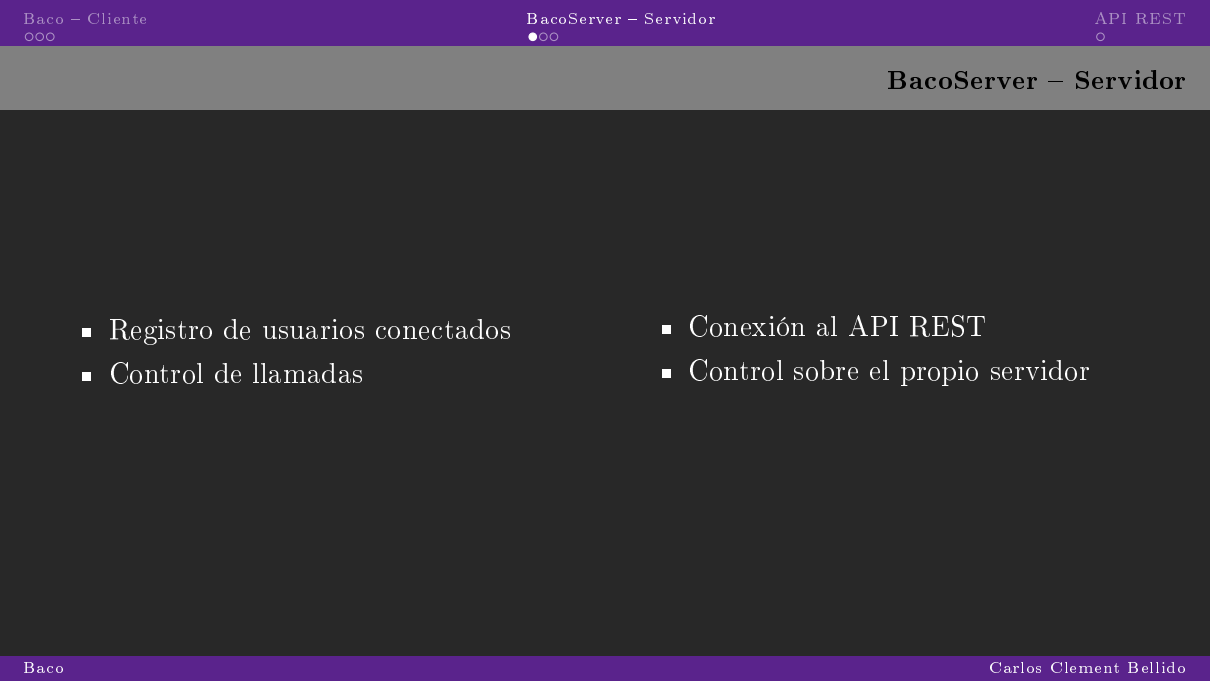 Baco – Cliente
BacoServer – Servidor
API REST
BacoServer – Servidor
Registro de usuarios conectados
Control de llamadas
Conexión al API REST
Control sobre el propio servidor
Baco
Carlos Clement Bellido